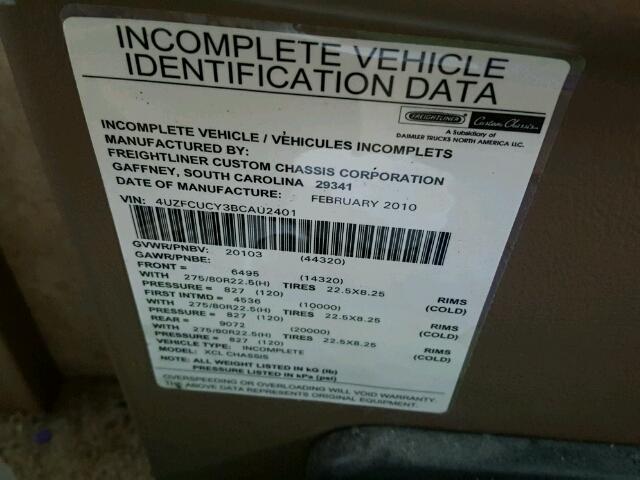 INCOMPLETE VEHICLE
IDENTIFICATION DATA
FREIGHTLINER Custom Chassis
A Subsidiary of
DAIMLER TRUCKS NORTH AMERICA LLC.
INCOMPLETE VEHICLE / VÉHICULES INCOMPLETS
MANUFACTURED BY:
FREIGHTLINER CUSTOM CHASSIS CORPORATION
GAFFNEY, SOUTH CAROLINA 29341
DATE OF MANUFACTURE: FEBRUARY 2010
VIN: 4UZFCUCY3BCAU2401
GVWR/PNBV: 20103 (44320)
GAWR/PNBE:
FRONT = 6495 (14320)
WITH 275/80R22.5(H) TIRES 22.5X8.25 RIMS
PRESSURE = 827 (120) (COLD)
FIRST INTMD = 4536 (10000)
WITH 275/80R22.5(H) TIRES 22.5X8.25 RIMS
PRESSURE = 827 (120) (COLD)
REAR = 9072 (20000)
WITH 275/80R22.5(H) TIRES 22.5X8.25 RIMS
PRESSURE = 827 (120) (COLD)
VEHICLE TYPE: INCOMPLETE
MODEL: XCL CHASSIS
NOTE: ALL WEIGHT LISTED IN kG (lb)
PRESSURE LISTED IN kPa (psi)
OVERSPEEDING OR OVERLOADING WILL VOID WARRANTY.
THE ABOVE DATA REPRESENTS ORIGINAL EQUIPMENT.